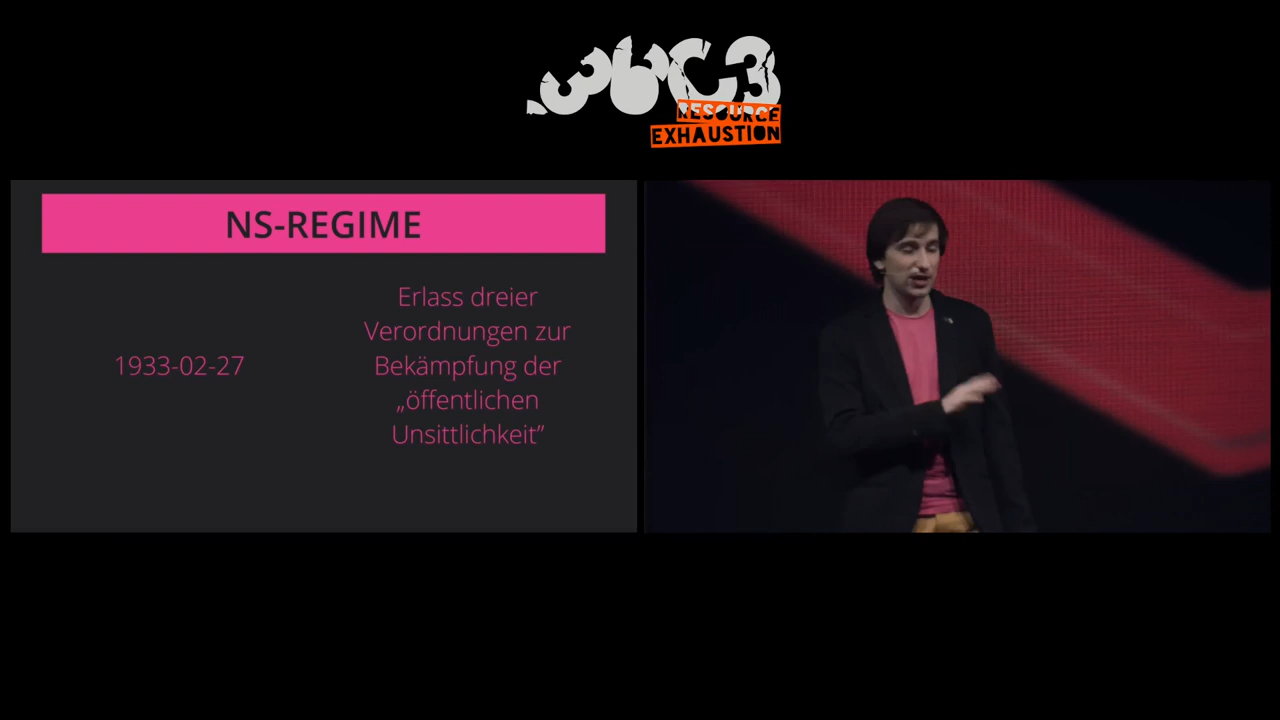 36C3
RESOURCE
EXHAUSTION
NS-REGIME
1933-02-27
Erlass dreier
Verordnungen zur
Bekämpfung der
„öffentlichen
Unsittlichkeit”